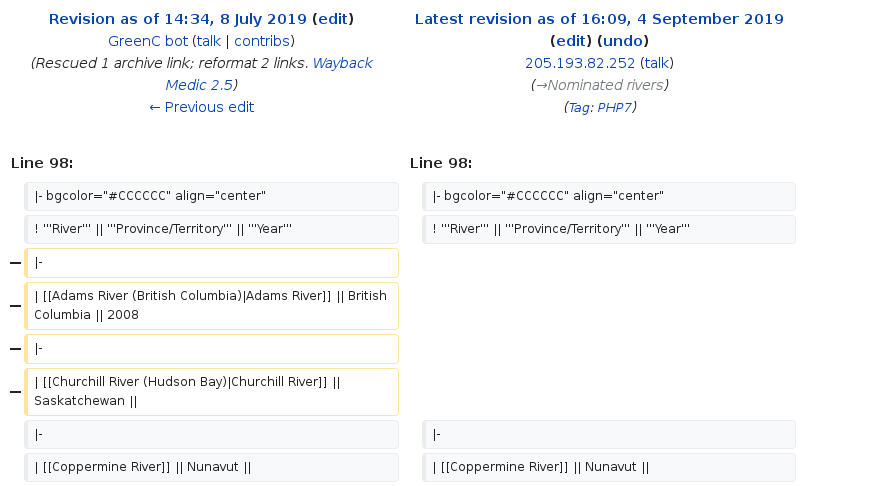 Revision as of 14:34, 8 July 2019 (edit)
GreenC bot (talk | contribs)
(Rescued 1 archive link; reformat 2 links. Wayback
Medic 2.5)
← Previous edit
Latest revision as of 16:09, 4 September 2019
(edit) (undo)
205.193.82.252 (talk)
(→Nominated rivers)
(Tag: PHP7)
Line 98:
Line 98:
|- bgcolor="#CCCCCC" align="center"
|- bgcolor="#CCCCCC" align="center"
! '''River''' || '''Province/Territory''' || '''Year'''
! '''River''' || '''Province/Territory''' || '''Year'''
− |-
− | [[Adams River (British Columbia)|Adams River]] || British
Columbia || 2008
− |-
− | [[Churchill River (Hudson Bay)|Churchill River]] ||
Saskatchewan ||
|-
|-
| [[Coppermine River]] || Nunavut ||
| [[Coppermine River]] || Nunavut ||